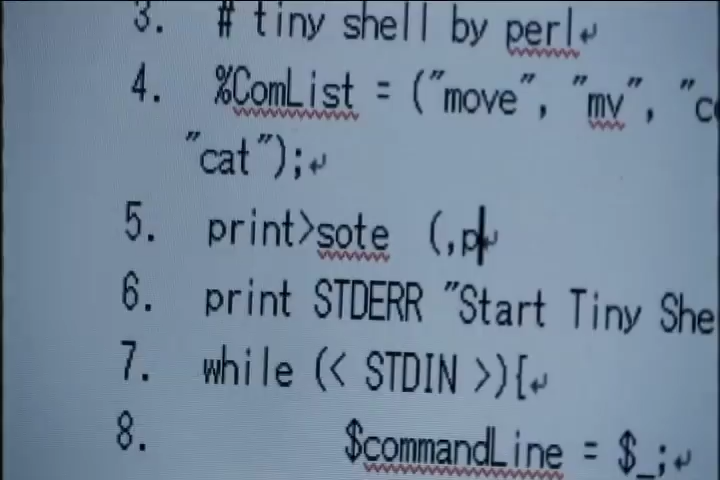 3. # tiny shell by perl↵
4. %ComList = ("move", "mv",
"cat");↵
5. print>sote (,p↵
6. print STDERR "Start Tiny
7. while (< STDIN >){↵
8. $commandLine = $_;↵